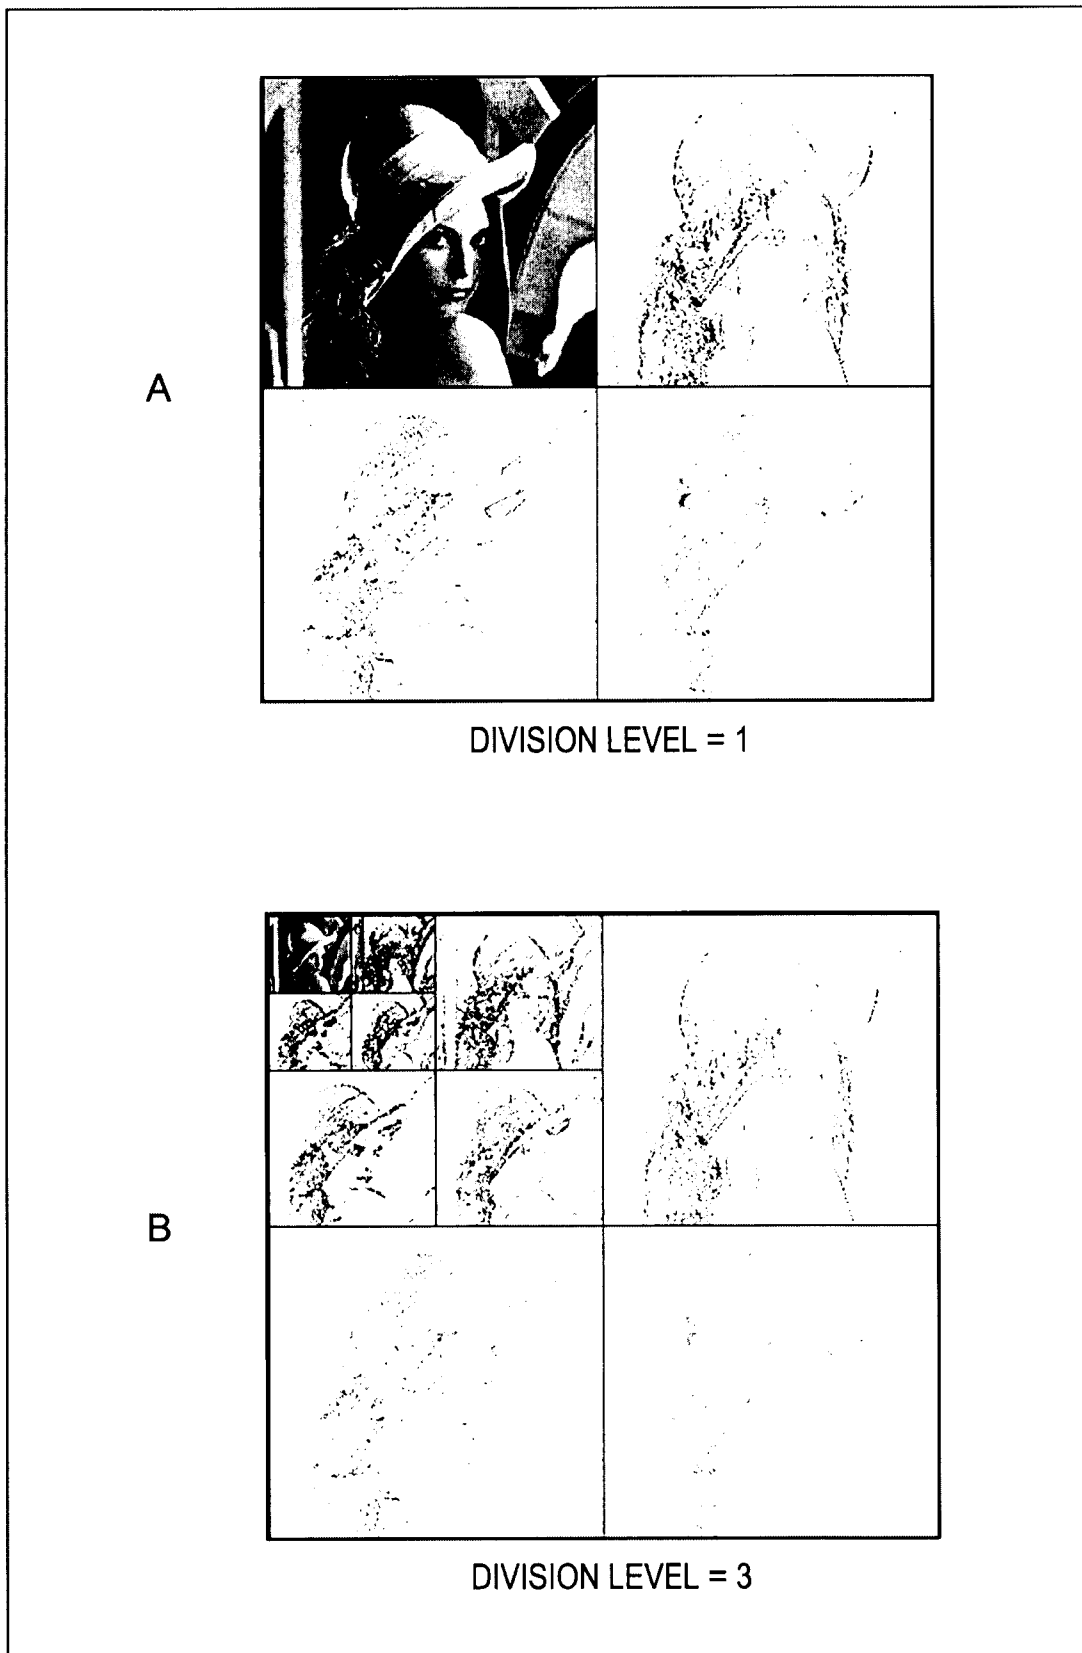 A
DIVISION LEVEL = 1
B
DIVISION LEVEL = 3